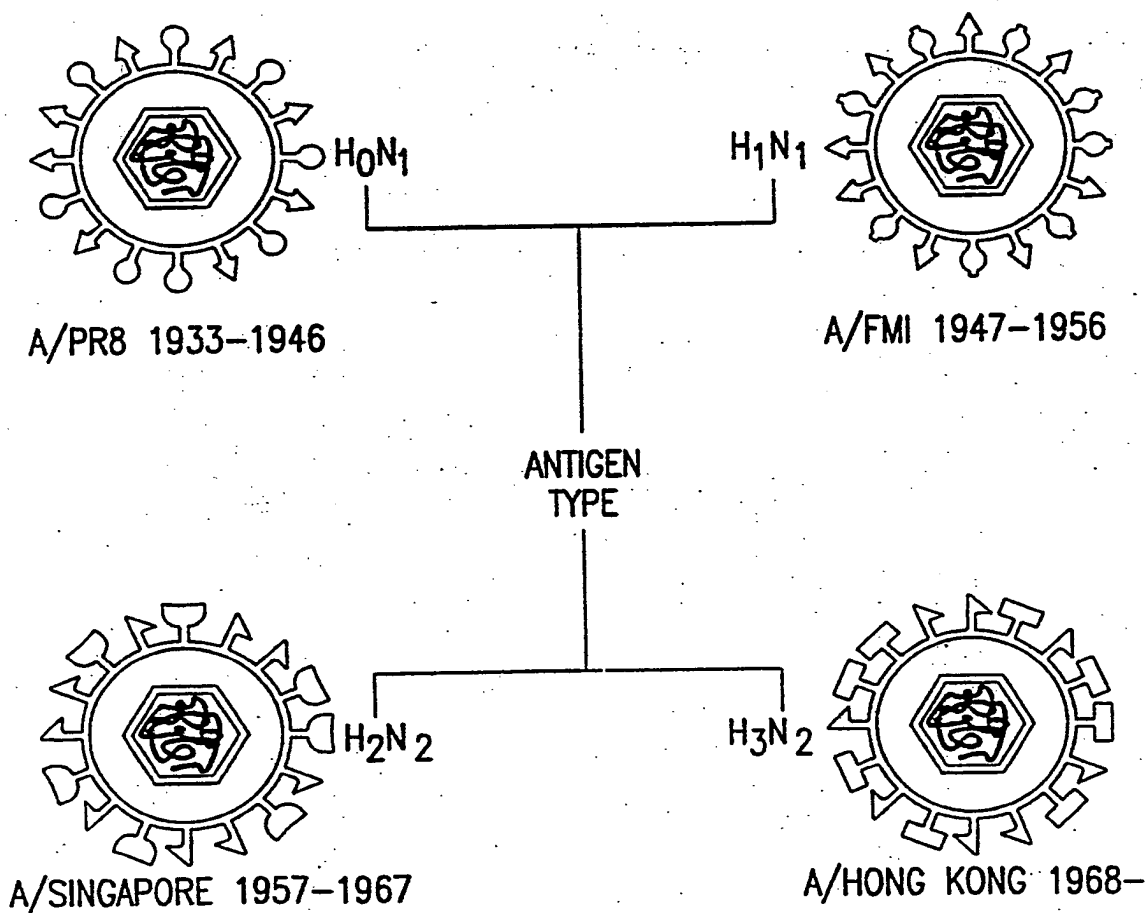 H₀N₁
H₁N₁
A/PR8 1933–1946
A/FMI 1947–1956
ANTIGEN
TYPE
H₂N₂
H₃N₂
A/SINGAPORE 1957–1967
A/HONG KONG 1968–